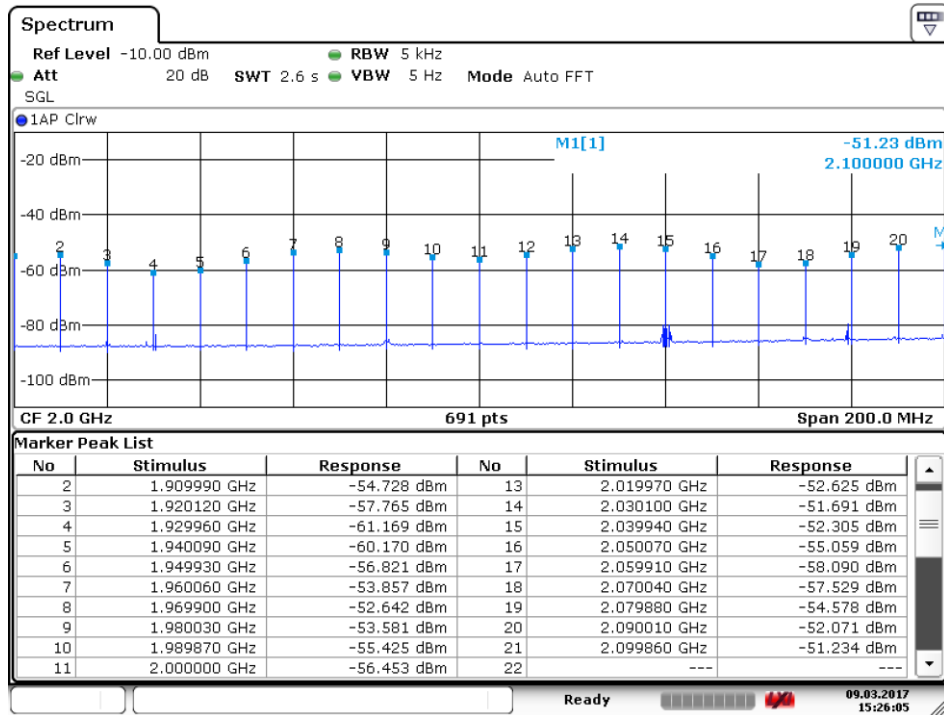 Spectrum
Ref Level -10.00 dBm RBW 5 kHz
Att 20 dB SWT 2.6 s VBW 5 Hz Mode Auto FFT
SGL
1AP Clrw
M1[1] -51.23 dBm
2.100000 GHz
-20 dBm
-40 dBm
2 3 4 5 6 7 8 9 10 11 12 13 14 15 16 17 18 19 20 M
-60 dBm
-80 dBm
-100 dBm
CF 2.0 GHz 691 pts Span 200.0 MHz
Marker Peak List
No Stimulus Response No Stimulus Response
2 1.909990 GHz -54.728 dBm 13 2.019970 GHz -52.625 dBm
3 1.920120 GHz -57.765 dBm 14 2.030100 GHz -51.691 dBm
4 1.929960 GHz -61.169 dBm 15 2.039940 GHz -52.305 dBm
5 1.940090 GHz -60.170 dBm 16 2.050070 GHz -55.059 dBm
6 1.949930 GHz -56.821 dBm 17 2.059910 GHz -58.090 dBm
7 1.960060 GHz -53.857 dBm 18 2.070040 GHz -57.529 dBm
8 1.969900 GHz -52.642 dBm 19 2.079880 GHz -54.578 dBm
9 1.980030 GHz -53.581 dBm 20 2.090010 GHz -52.071 dBm
10 1.989870 GHz -55.425 dBm 21 2.099860 GHz -51.234 dBm
11 2.000000 GHz -56.453 dBm 22 --- ---
Ready 09.03.2017
15:26:05